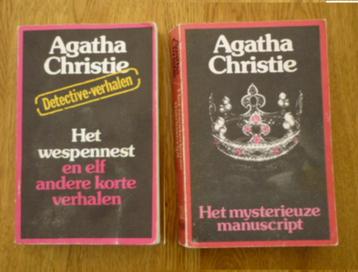 Agatha
Christie
Detective-verhalen
Het
wespennest
en elf
andere korte
verhalen
Agatha
Christie
Het mysterieuze
manuscript